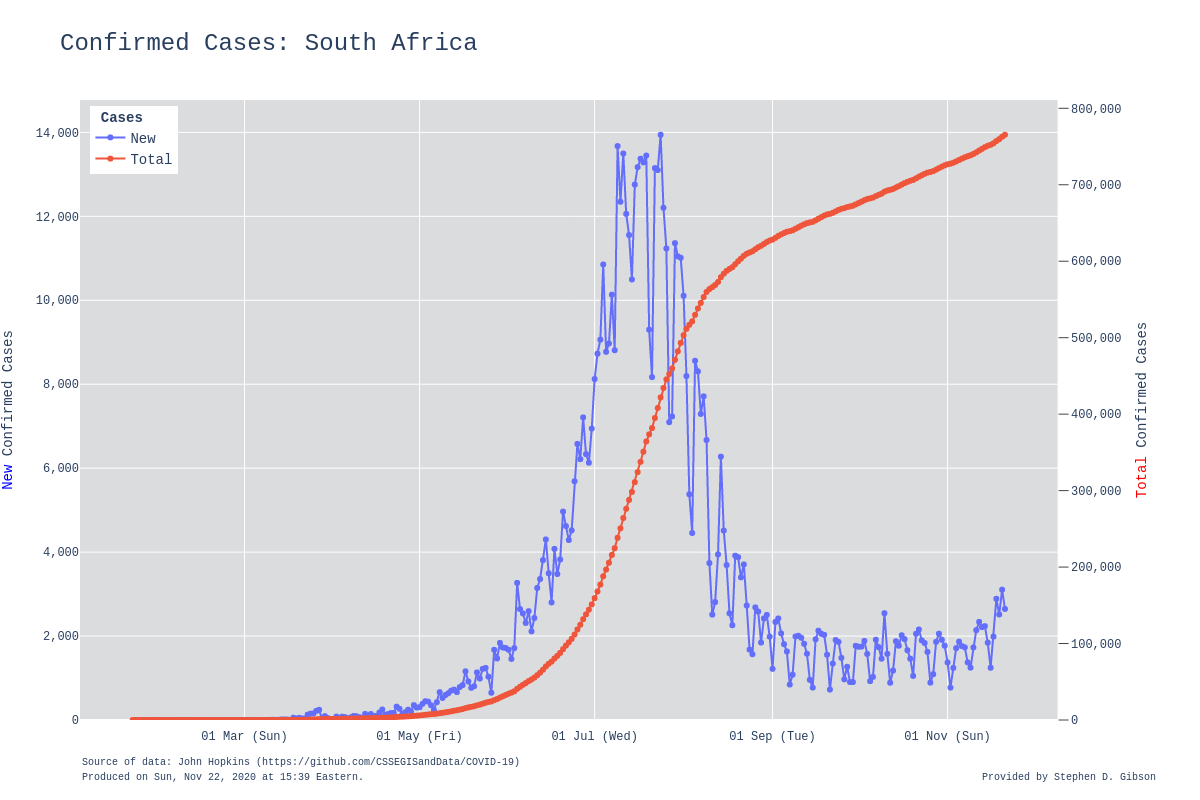 Confirmed Cases: South Africa
Cases
New
Total
14,000
12,000
10,000
8,000
6,000
4,000
2,000
0
New Confirmed Cases
800,000
700,000
600,000
500,000
400,000
300,000
200,000
100,000
0
Total Confirmed Cases
01 Mar (Sun)
01 May (Fri)
01 Jul (Wed)
01 Sep (Tue)
01 Nov (Sun)
Source of data: John Hopkins (https://github.com/CSSEGISandData/COVID-19)
Produced on Sun, Nov 22, 2020 at 15:39 Eastern.
Provided by Stephen D. Gibson